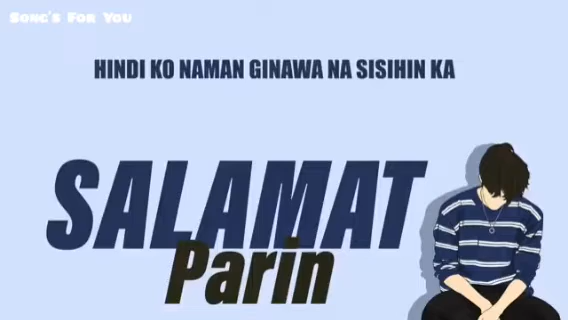 Song's For You
HINDI KO NAMAN GINAWA NA SISIHIN KA
SALAMAT
Parin